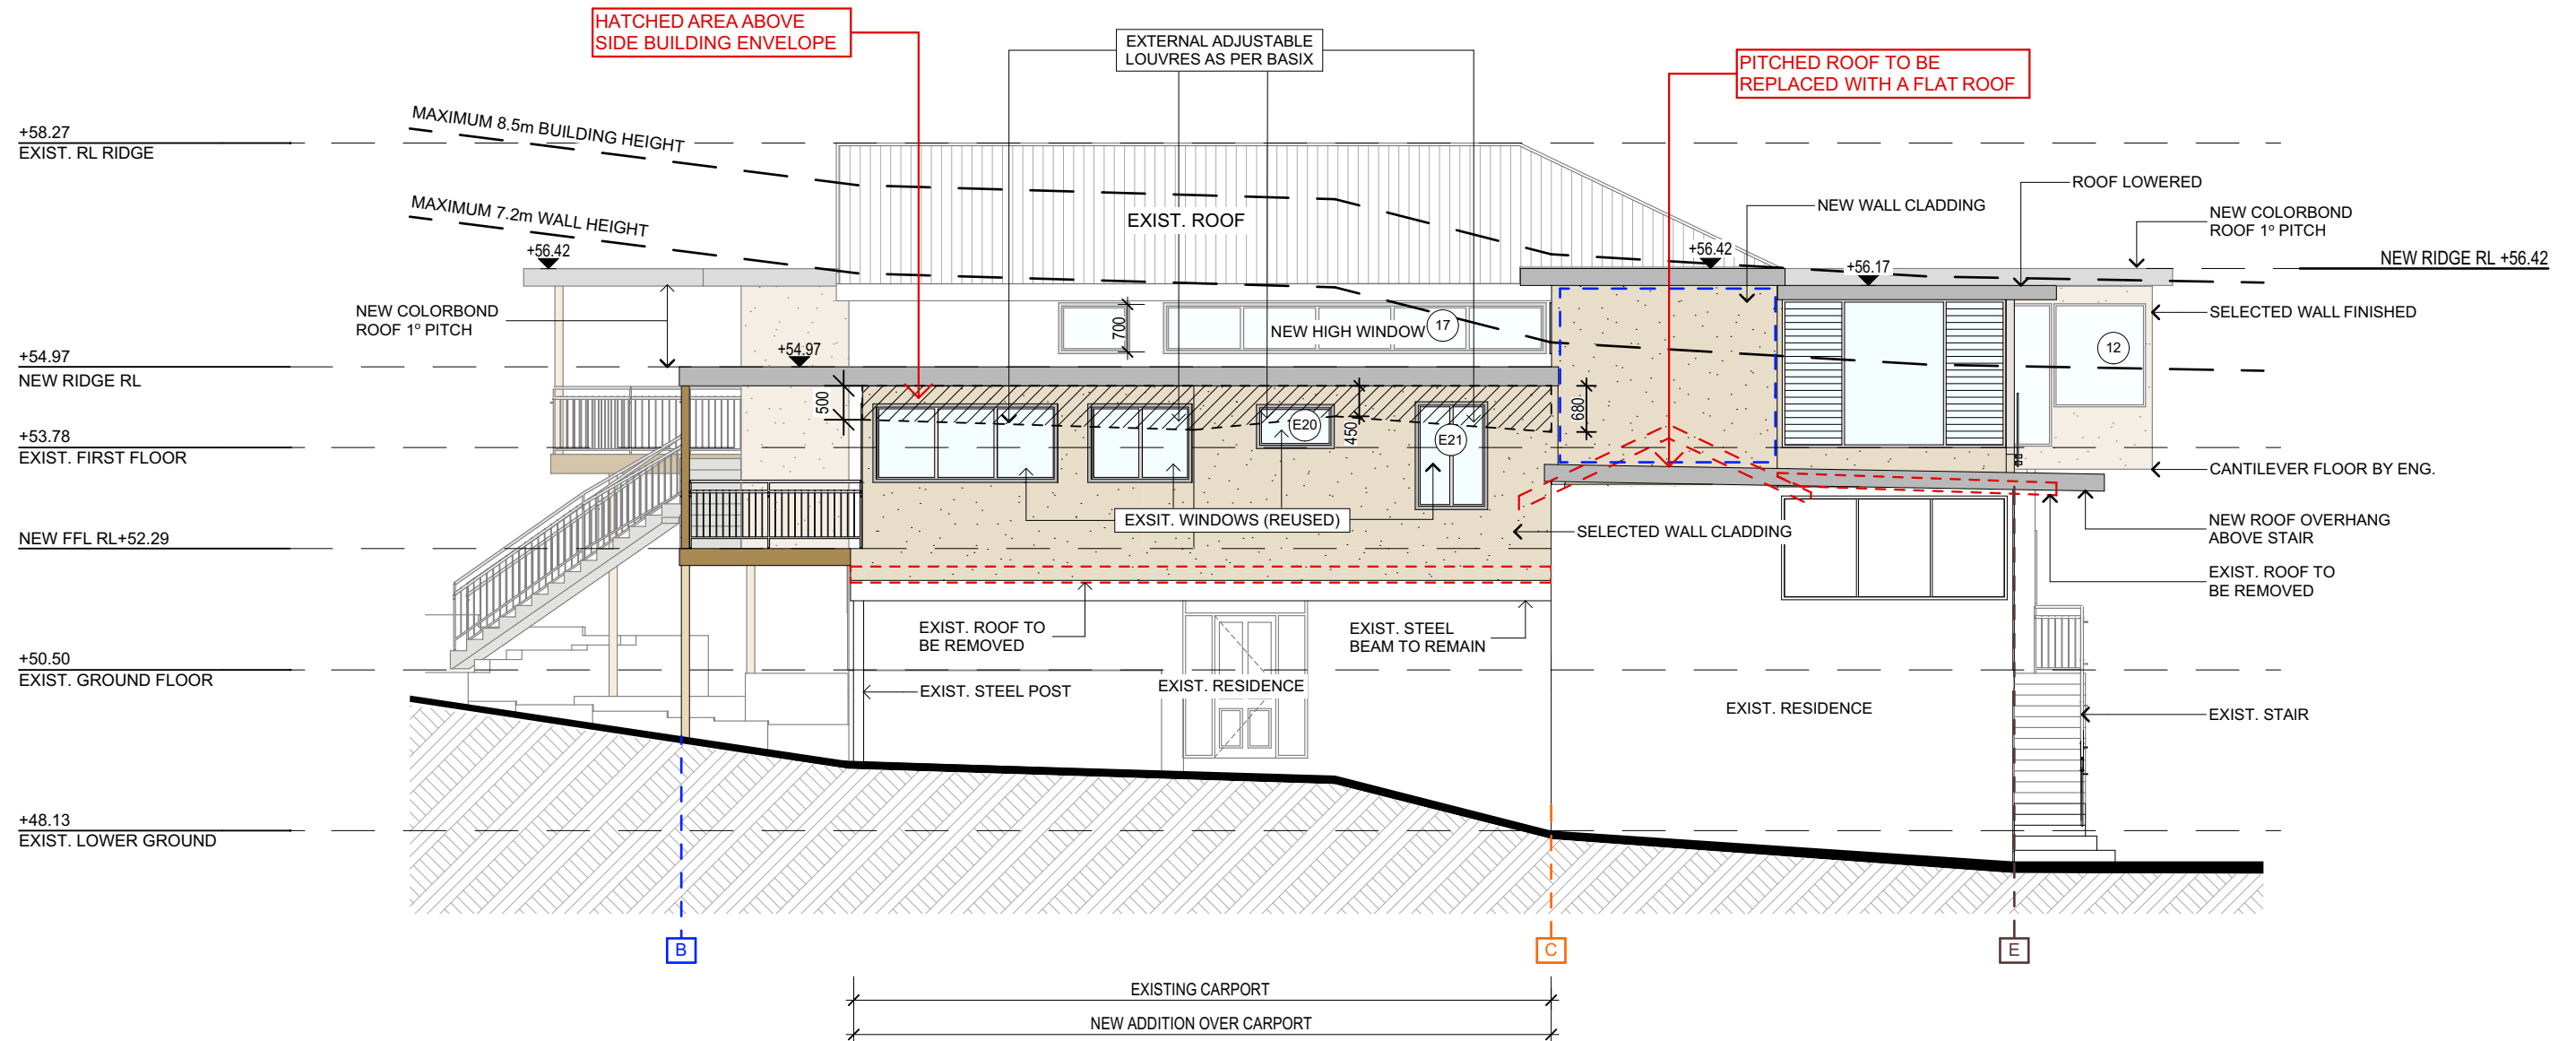 HATCHED AREA ABOVE
SIDE BUILDING ENVELOPE
EXTERNAL ADJUSTABLE
LOUVRES AS PER BASIX
PITCHED ROOF TO BE
REPLACED WITH A FLAT ROOF
MAXIMUM 8.5m BUILDING HEIGHT
+58.27
EXIST. RL RIDGE
MAXIMUM 7.2m WALL HEIGHT
EXIST. ROOF
ROOF LOWERED
NEW WALL CLADDING
NEW COLORBOND
ROOF 1º PITCH
+56.42
+56.42
+56.17
NEW RIDGE RL +56.42
NEW COLORBOND
ROOF 1º PITCH
700
NEW HIGH WINDOW
17
SELECTED WALL FINISHED
12
+54.97
NEW RIDGE RL
+54.97
500
450
680
E20
E21
+53.78
EXIST. FIRST FLOOR
CANTILEVER FLOOR BY ENG.
EXSIT. WINDOWS (REUSED)
SELECTED WALL CLADDING
NEW ROOF OVERHANG
ABOVE STAIR
NEW FFL RL+52.29
EXIST. ROOF TO
BE REMOVED
EXIST. ROOF TO
BE REMOVED
EXIST. STEEL
BEAM TO REMAIN
+50.50
EXIST. GROUND FLOOR
EXIST. STEEL POST
EXIST. RESIDENCE
EXIST. RESIDENCE
EXIST. STAIR
+48.13
EXIST. LOWER GROUND
B
C
E
EXISTING CARPORT
NEW ADDITION OVER CARPORT